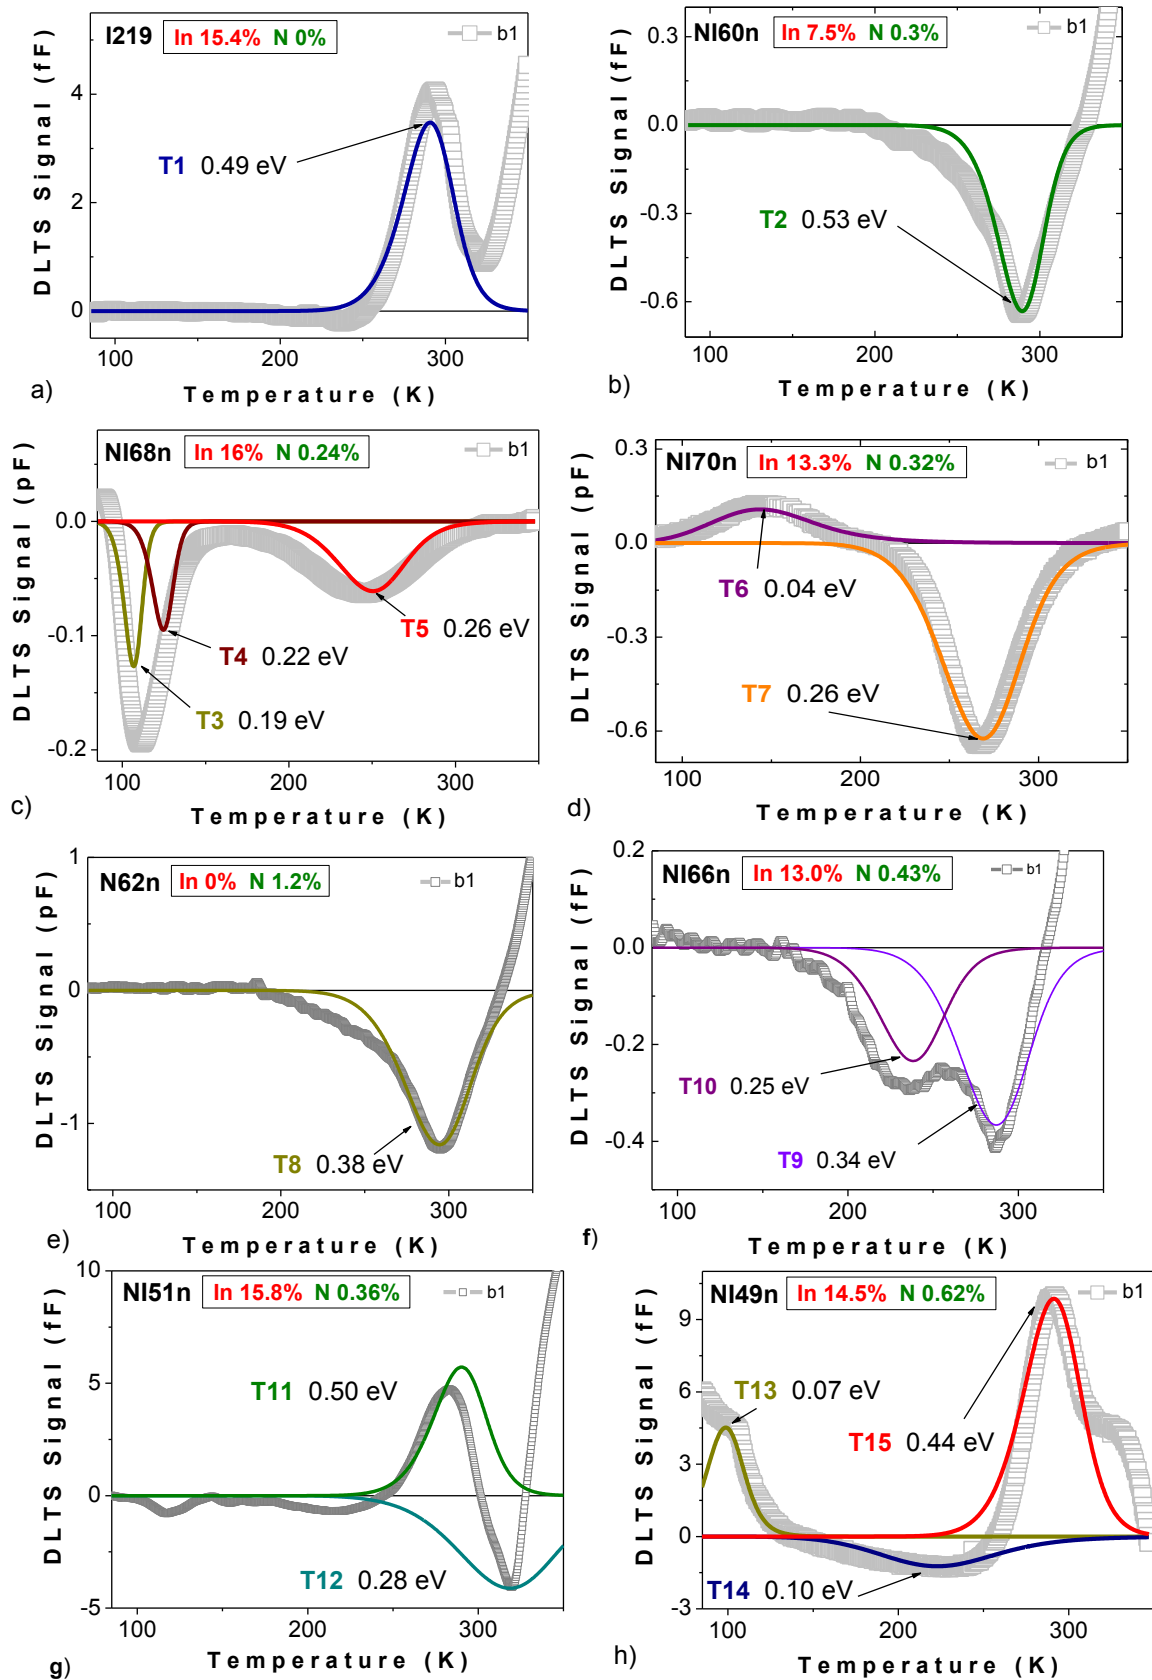 I219 In 15.4% N 0% b1
DLTS Signal (fF)
4
2
0
T1 0.49 eV
100 200 300
Temperature (K)
a)
NI60n In 7.5% N 0.3% b1
DLTS Signal (fF)
0.3
0.0
-0.3
-0.6
T2 0.53 eV
100 200 300
Temperature (K)
b)
NI68n In 16% N 0.24% b1
DLTS Signal (pF)
0.0
-0.1
-0.2
T5 0.26 eV
T4 0.22 eV
T3 0.19 eV
100 200 300
Temperature (K)
c)
NI70n In 13.3% N 0.32% b1
DLTS Signal (pF)
0.3
0.0
-0.3
-0.6
T6 0.04 eV
T7 0.26 eV
100 200 300
Temperature (K)
d)
N62n In 0% N 1.2% b1
DLTS Signal (pF)
1
0
-1
T8 0.38 eV
100 200 300
Temperature (K)
e)
NI66n In 13.0% N 0.43% b1
DLTS Signal (fF)
0.2
0.0
-0.2
-0.4
T10 0.25 eV
T9 0.34 eV
100 200 300
Temperature (K)
f)
NI51n In 15.8% N 0.36% b1
DLTS Signal (fF)
10
5
0
-5
T11 0.50 eV
T12 0.28 eV
100 200 300
Temperature (K)
g)
NI49n In 14.5% N 0.62% b1
DLTS Signal (fF)
9
6
3
0
-3
T13 0.07 eV
T15 0.44 eV
T14 0.10 eV
100 200 300
Temperature (K)
h)